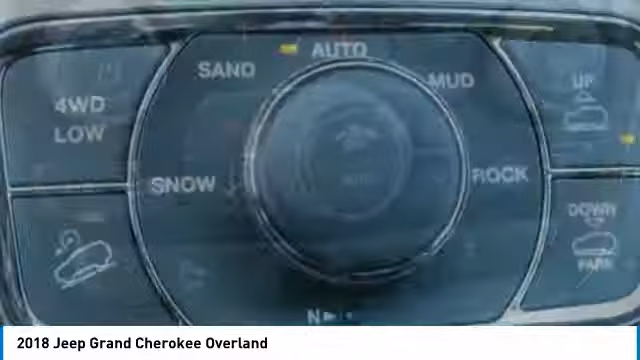 AUTO
SAND
MUD
UP
4WD
LOW
SNOW
ROCK
DOWN
PARK
N
2018 Jeep Grand Cherokee Overland